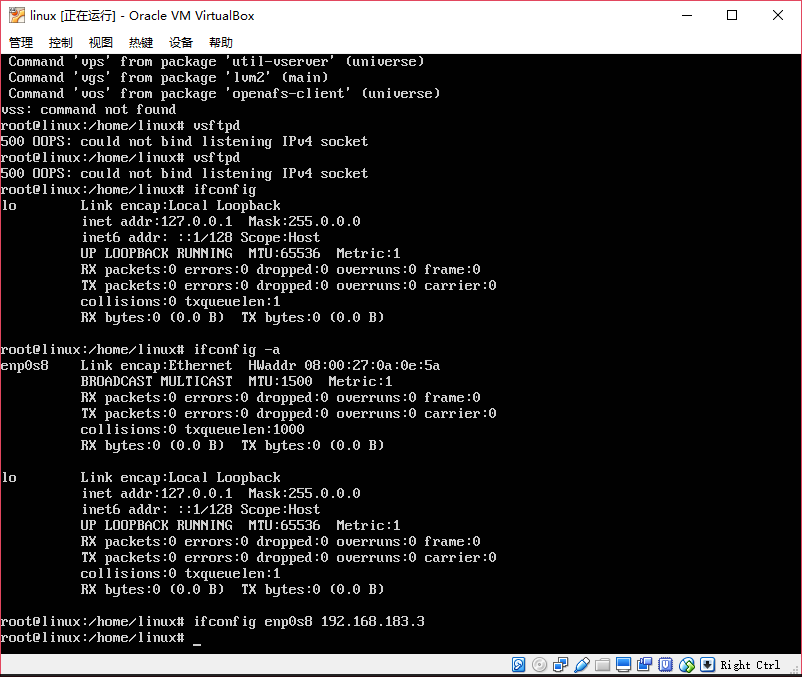 linux [正在运行] - Oracle VM VirtualBox
管理 控制 视图 热键 设备 帮助
Command 'vps' from package 'util-vserver' (universe)
Command 'vgs' from package 'lvm2' (main)
Command 'vos' from package 'openafs-client' (universe)
vss: command not found
root@linux:/home/linux# vsftpd
500 OOPS: could not bind listening IPv4 socket
root@linux:/home/linux# vsftpd
500 OOPS: could not bind listening IPv4 socket
root@linux:/home/linux# ifconfig
lo        Link encap:Local Loopback
          inet addr:127.0.0.1  Mask:255.0.0.0
          inet6 addr: ::1/128 Scope:Host
          UP LOOPBACK RUNNING  MTU:65536  Metric:1
          RX packets:0 errors:0 dropped:0 overruns:0 frame:0
          TX packets:0 errors:0 dropped:0 overruns:0 carrier:0
          collisions:0 txqueuelen:1
          RX bytes:0 (0.0 B)  TX bytes:0 (0.0 B)
root@linux:/home/linux# ifconfig -a
enp0s8    Link encap:Ethernet  HWaddr 08:00:27:0a:0e:5a
          BROADCAST MULTICAST  MTU:1500  Metric:1
          RX packets:0 errors:0 dropped:0 overruns:0 frame:0
          TX packets:0 errors:0 dropped:0 overruns:0 carrier:0
          collisions:0 txqueuelen:1000
          RX bytes:0 (0.0 B)  TX bytes:0 (0.0 B)
lo        Link encap:Local Loopback
          inet addr:127.0.0.1  Mask:255.0.0.0
          inet6 addr: ::1/128 Scope:Host
          UP LOOPBACK RUNNING  MTU:65536  Metric:1
          RX packets:0 errors:0 dropped:0 overruns:0 frame:0
          TX packets:0 errors:0 dropped:0 overruns:0 carrier:0
          collisions:0 txqueuelen:1
          RX bytes:0 (0.0 B)  TX bytes:0 (0.0 B)
root@linux:/home/linux# ifconfig enp0s8 192.168.183.3
root@linux:/home/linux# _
Right Ctrl